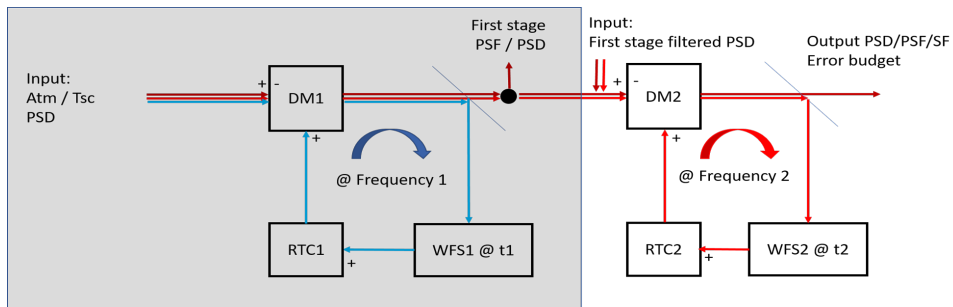 Input:
Atm / Tsc
PSD
+
-
DM1
+
First stage
PSF / PSD
@ Frequency 1
RTC1
+
WFS1 @ t1
Input:
First stage filtered PSD
+
-
DM2
+
Output PSD/PSF/SF
Error budget
@ Frequency 2
RTC2
+
WFS2 @ t2